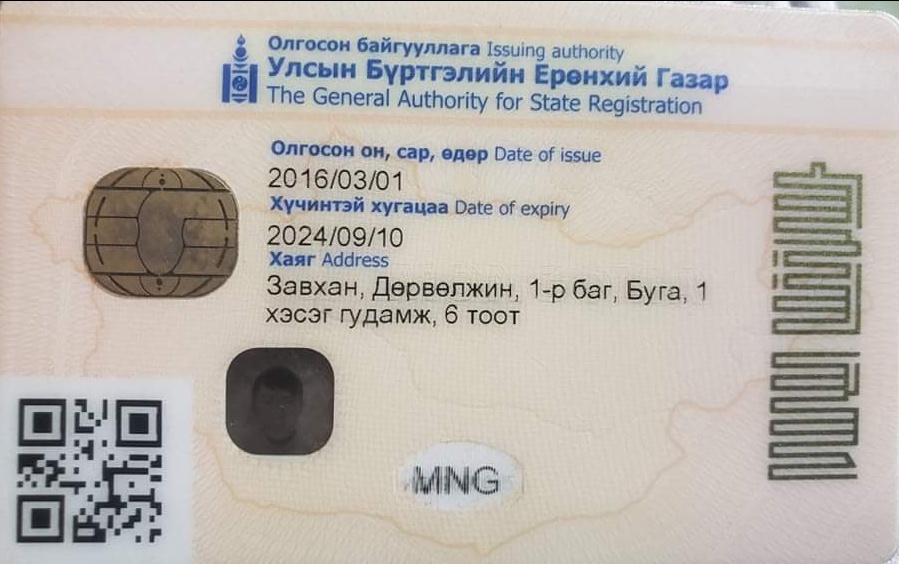 Олгосон байгууллага Issuing authority
Улсын Бүртгэлийн Ерөнхий Газар
The General Authority for State Registration
Олгосон он, сар, өдөр Date of issue
2016/03/01
Хүчинтэй хугацаа Date of expiry
2024/09/10
Хаяг Address
Завхан, Дөрвөлжин, 1-р баг, Буга, 1
хэсэг гудамж, 6 тоот
MNG